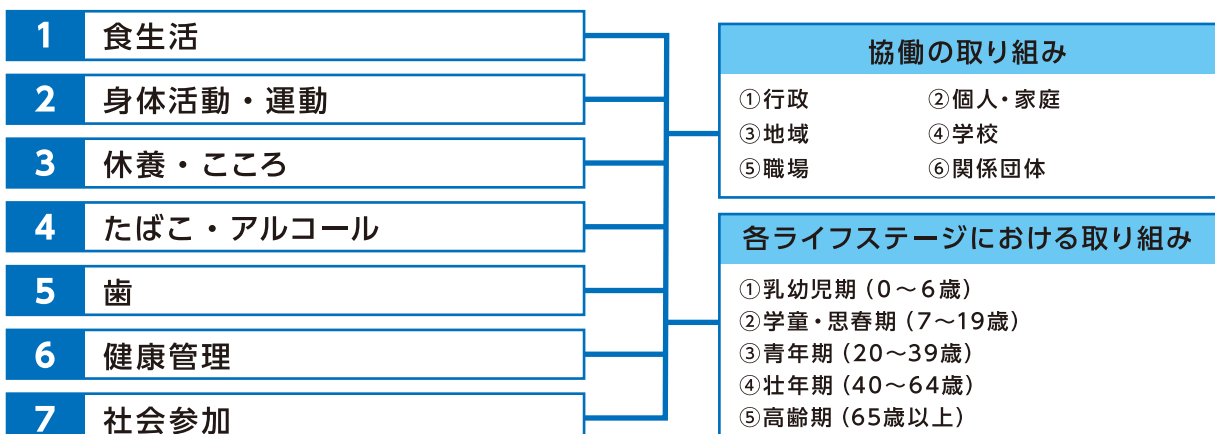 1 食生活
2 身体活動・運動
3 休養・こころ
4 たばこ・アルコール
5 歯
6 健康管理
7 社会参加
協働の取り組み
①行政 ②個人・家庭
③地域 ④学校
⑤職場 ⑥関係団体
各ライフステージにおける取り組み
①乳幼児期（0～6歳）
②学童・思春期（7～19歳）
③青年期（20～39歳）
④壮年期（40～64歳）
⑤高齢期（65歳以上）